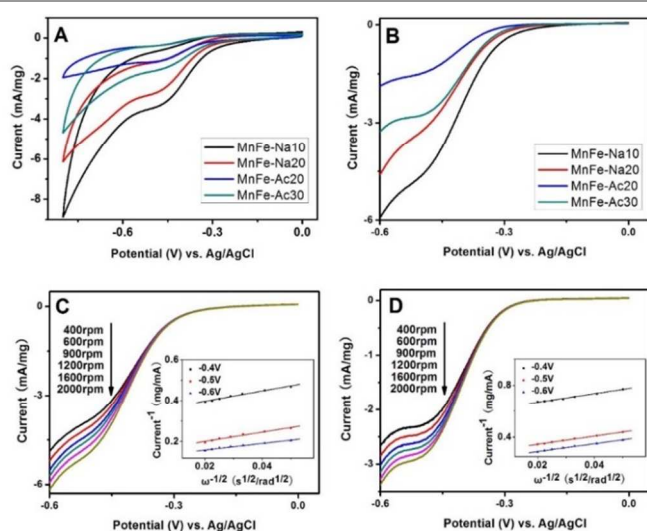 A
0
-2
-4
-6
-8
Current (mA/mg)
MnFe-Na10
MnFe-Na20
MnFe-Ac20
MnFe-Ac30
-0.6
-0.3
0.0
Potential (V) vs. Ag/AgCl
B
0
-3
-6
Current (mA/mg)
MnFe-Na10
MnFe-Na20
MnFe-Ac20
MnFe-Ac30
-0.6
-0.3
0.0
Potential (V) vs. Ag/AgCl
C
0
-3
-6
Current (mA/mg)
400rpm
600rpm
900rpm
1200rpm
1600rpm
2000rpm
0.6
0.4
0.2
Current-1 (mg/mA)
-0.4V
-0.5V
-0.6V
0.02
0.04
ω-1/2 (s1/2/rad1/2)
-0.6
-0.3
0.0
Potential (V) vs. Ag/AgCl
D
0
-1
-2
-3
Current (mA/mg)
400rpm
600rpm
900rpm
1200rpm
1600rpm
2000rpm
0.8
0.4
Current-1 (mg/mA)
-0.4V
-0.5V
-0.6V
0.02
0.04
ω-1/2 (s1/2/rad1/2)
-0.6
-0.3
0.0
Potential (V) vs. Ag/AgCl